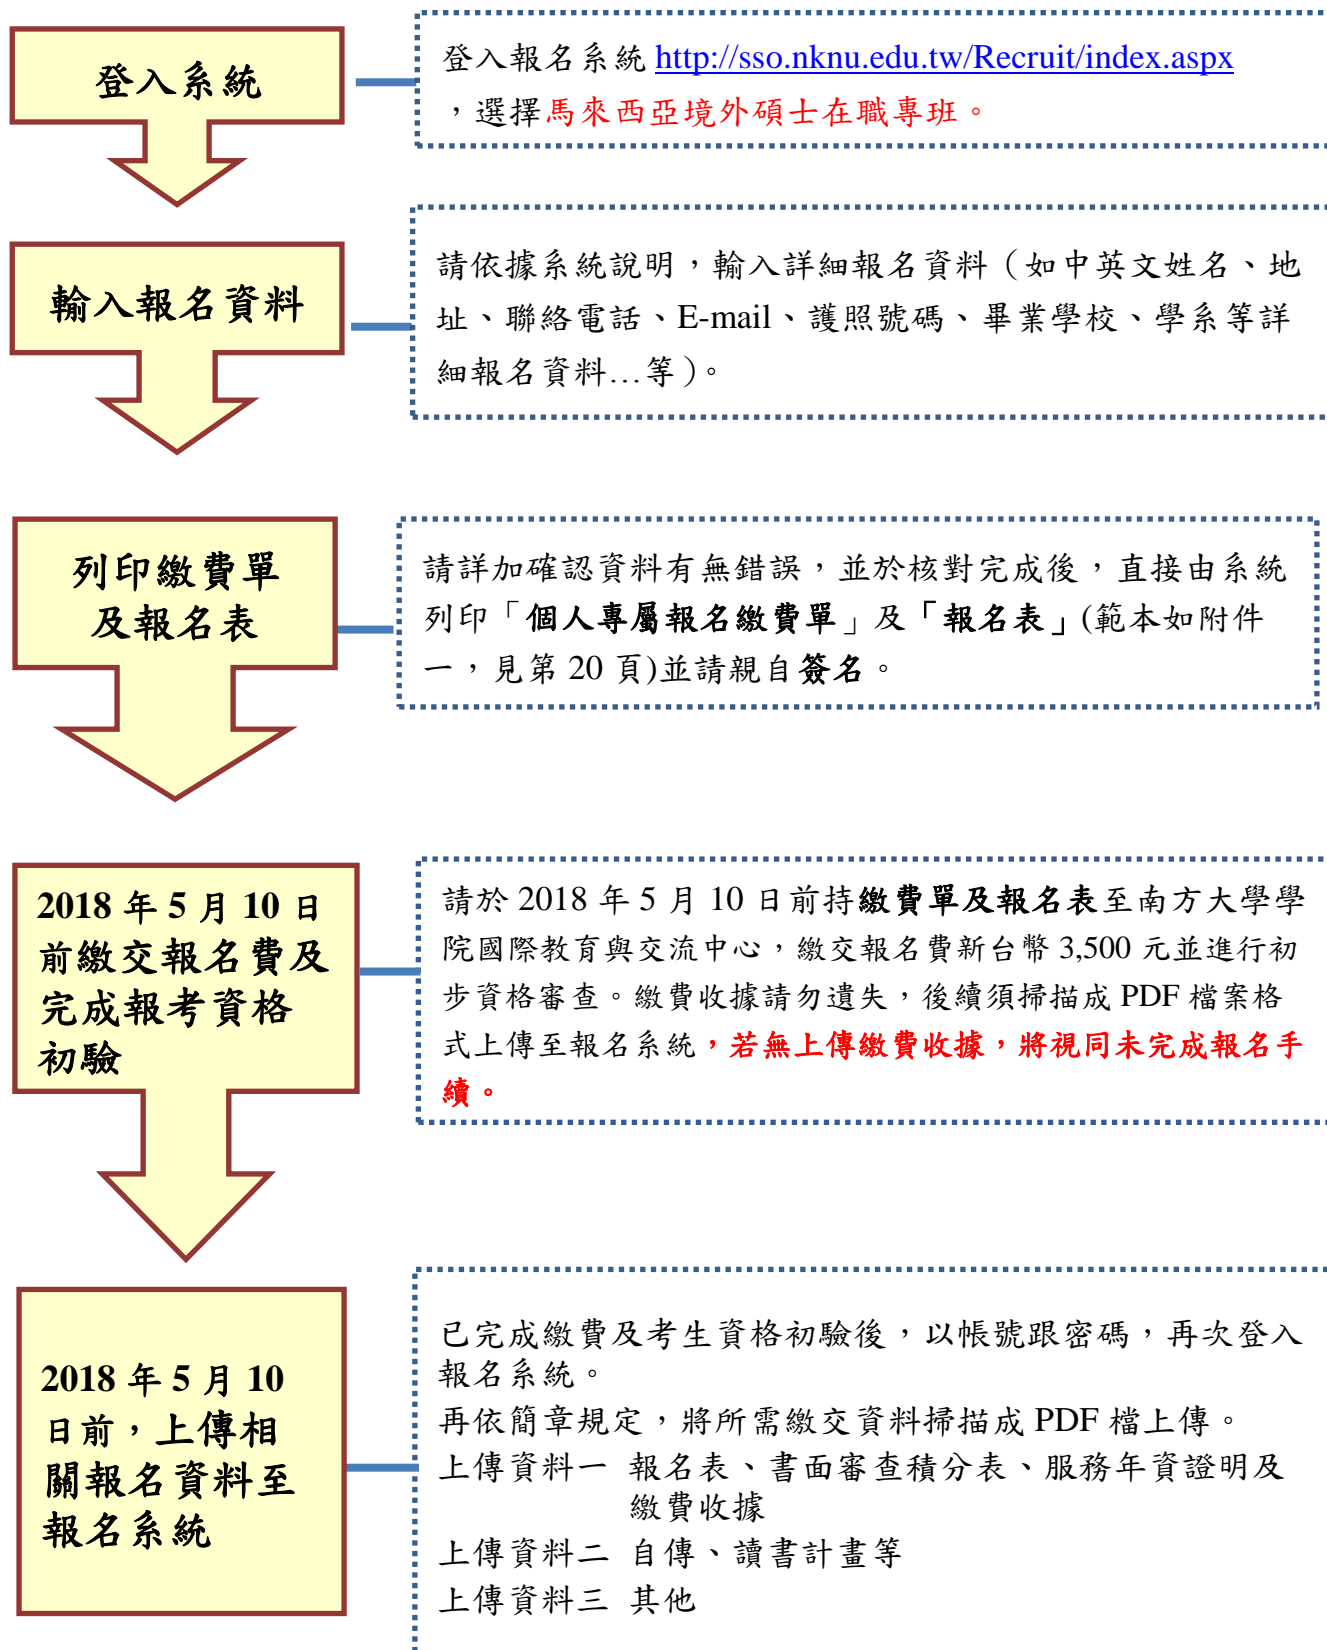 登入系統
登入報名系統 http://sso.nknu.edu.tw/Recruit/index.aspx
，選擇馬來西亞境外碩士在職專班。
輸入報名資料
請依據系統說明，輸入詳細報名資料（如中英文姓名、地
址、聯絡電話、E-mail、護照號碼、畢業學校、學系等詳
細報名資料…等）。
列印繳費單
及報名表
請詳加確認資料有無錯誤，並於核對完成後，直接由系統
列印「個人專屬報名繳費單」及「報名表」(範本如附件
一，見第 20 頁)並請親自簽名。
2018 年 5 月 10 日
前繳交報名費及
完成報考資格
初驗
請於 2018 年 5 月 10 日前持繳費單及報名表至南方大學學
院國際教育與交流中心，繳交報名費新台幣 3,500 元並進行初
步資格審查。繳費收據請勿遺失，後續須掃描成 PDF 檔案格
式上傳至報名系統，若無上傳繳費收據，將視同未完成報名手
續。
2018 年 5 月 10
日前，上傳相
關報名資料至
報名系統
已完成繳費及考生資格初驗後，以帳號跟密碼，再次登入
報名系統。
再依簡章規定，將所需繳交資料掃描成 PDF 檔上傳。
上傳資料一 報名表、書面審查積分表、服務年資證明及
繳費收據
上傳資料二 自傳、讀書計畫等
上傳資料三 其他